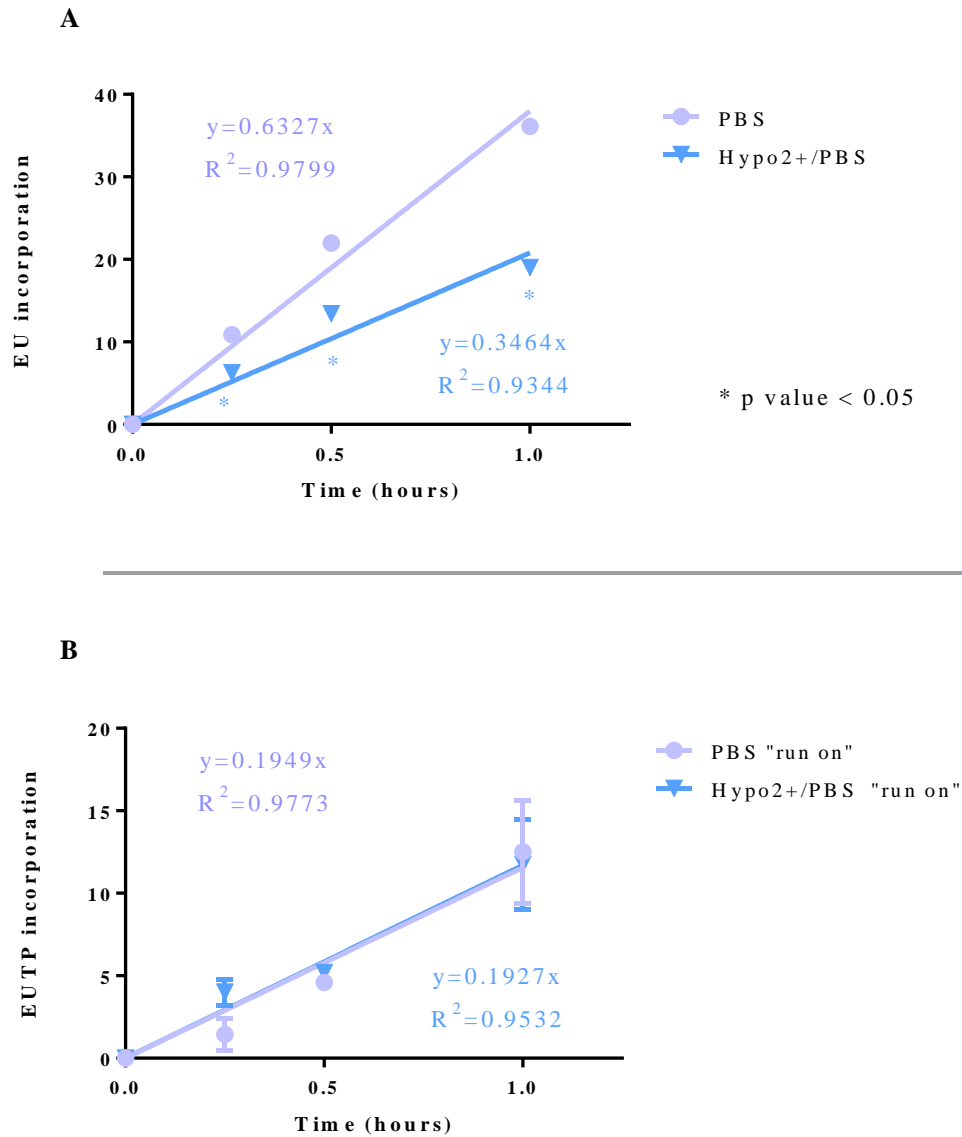 A
40
30
20
10
0
EU incorporation
y=0.6327x
R²=0.9799
PBS
Hypo2+/PBS
*
*
*
y=0.3464x
R²=0.9344
* p value < 0.05
0.0 0.5 1.0
Time (hours)
B
20
15
10
5
0
EUTP incorporation
y=0.1949x
R²=0.9773
PBS "run on"
Hypo2+/PBS "run on"
y=0.1927x
R²=0.9532
0.0 0.5 1.0
Time (hours)